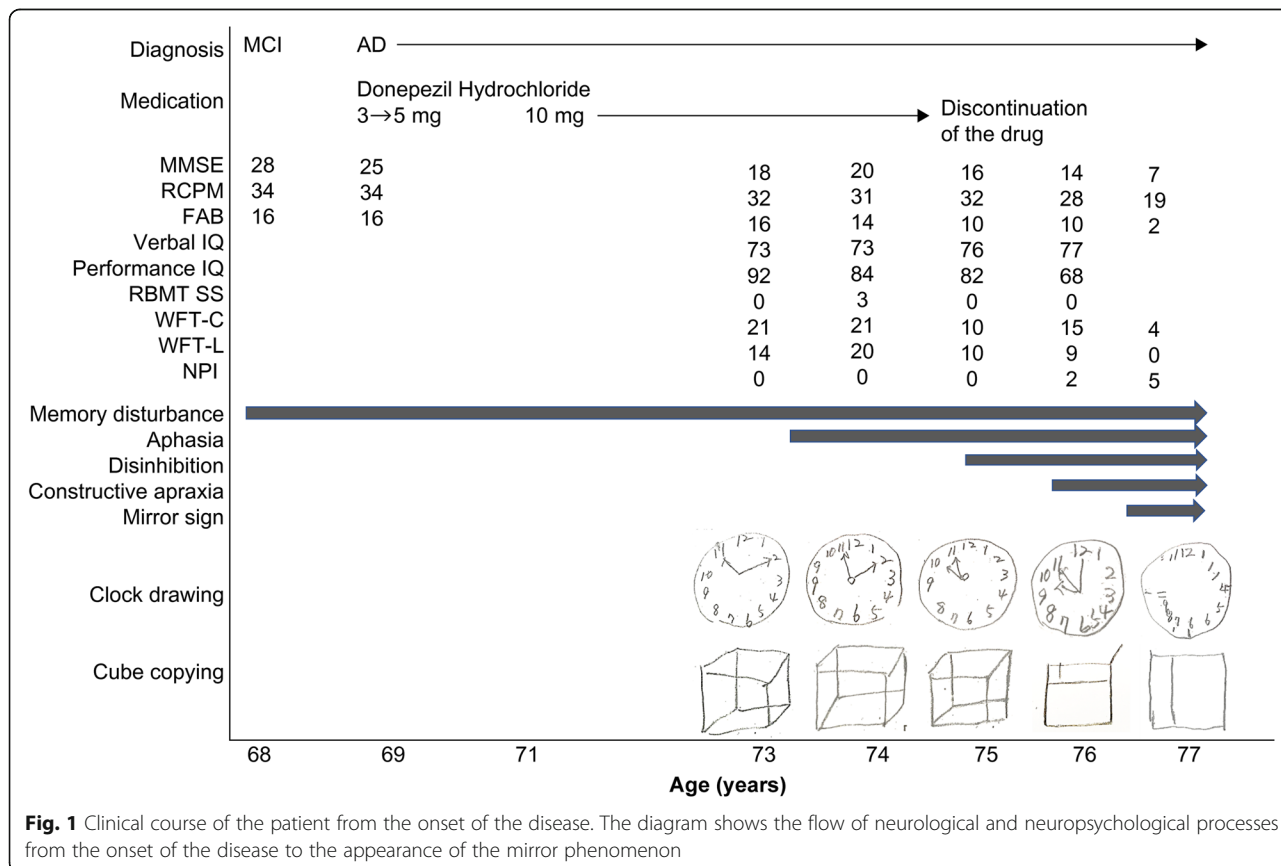 Diagnosis MCI AD
Medication Donepezil Hydrochloride
3→5 mg 10 mg Discontinuation
of the drug
MMSE 28 25 18 20 16 14 7
RCPM 34 34 32 31 32 28 19
FAB 16 16 16 14 10 10 2
Verbal IQ 73 73 76 77
Performance IQ 92 84 82 68
RBMT SS 0 3 0 0
WFT-C 21 21 10 15 4
WFT-L 14 20 10 9 0
NPI 0 0 0 2 5
Memory disturbance
Aphasia
Disinhibition
Constructive apraxia
Mirror sign
Clock drawing
Cube copying
68 69 71 73 74 75 76 77
Age (years)
Fig. 1 Clinical course of the patient from the onset of the disease. The diagram shows the flow of neurological and neuropsychological processes
from the onset of the disease to the appearance of the mirror phenomenon